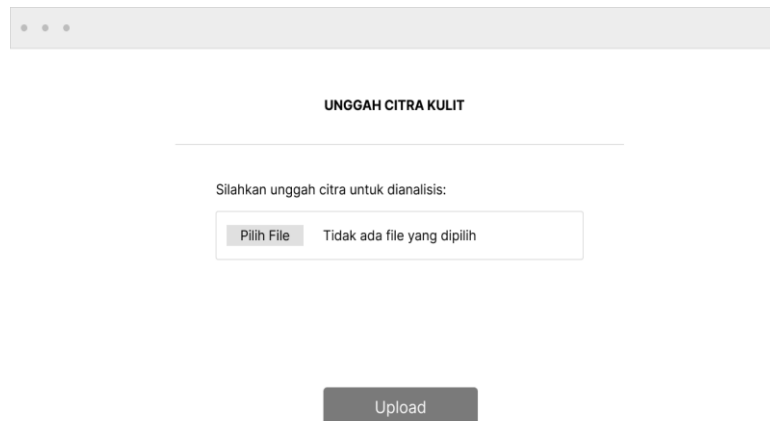 UNGGAH CITRA KULIT
Silahkan unggah citra untuk dianalisis:
Pilih File Tidak ada file yang dipilih
Upload